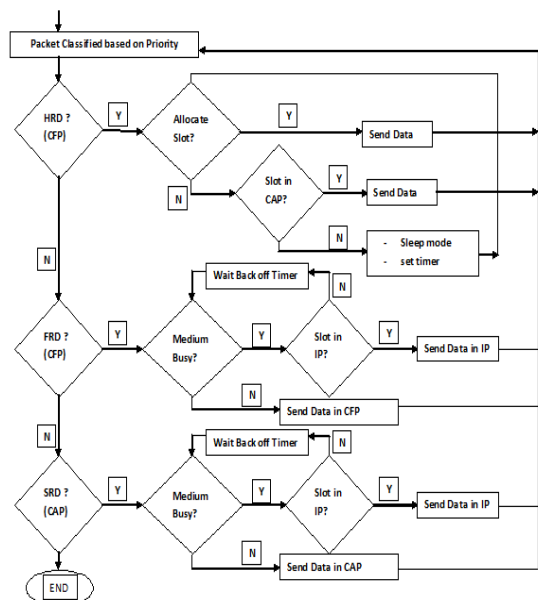 Packet Classified based on Priority
HRD ?
(CFP)
Y
Allocate
Slot?
Y
Send Data
N
Slot in
CAP?
Y
Send Data
N
- Sleep mode
- set timer
N
Wait Back off Timer
N
FRD ?
(CFP)
Y
Medium
Busy?
Y
Slot in
IP?
Y
Send Data in IP
N
Send Data in CFP
N
Wait Back off Timer
N
SRD ?
(CAP)
Y
Medium
Busy?
Y
Slot in
IP?
Y
Send Data in IP
N
Send Data in CAP
END